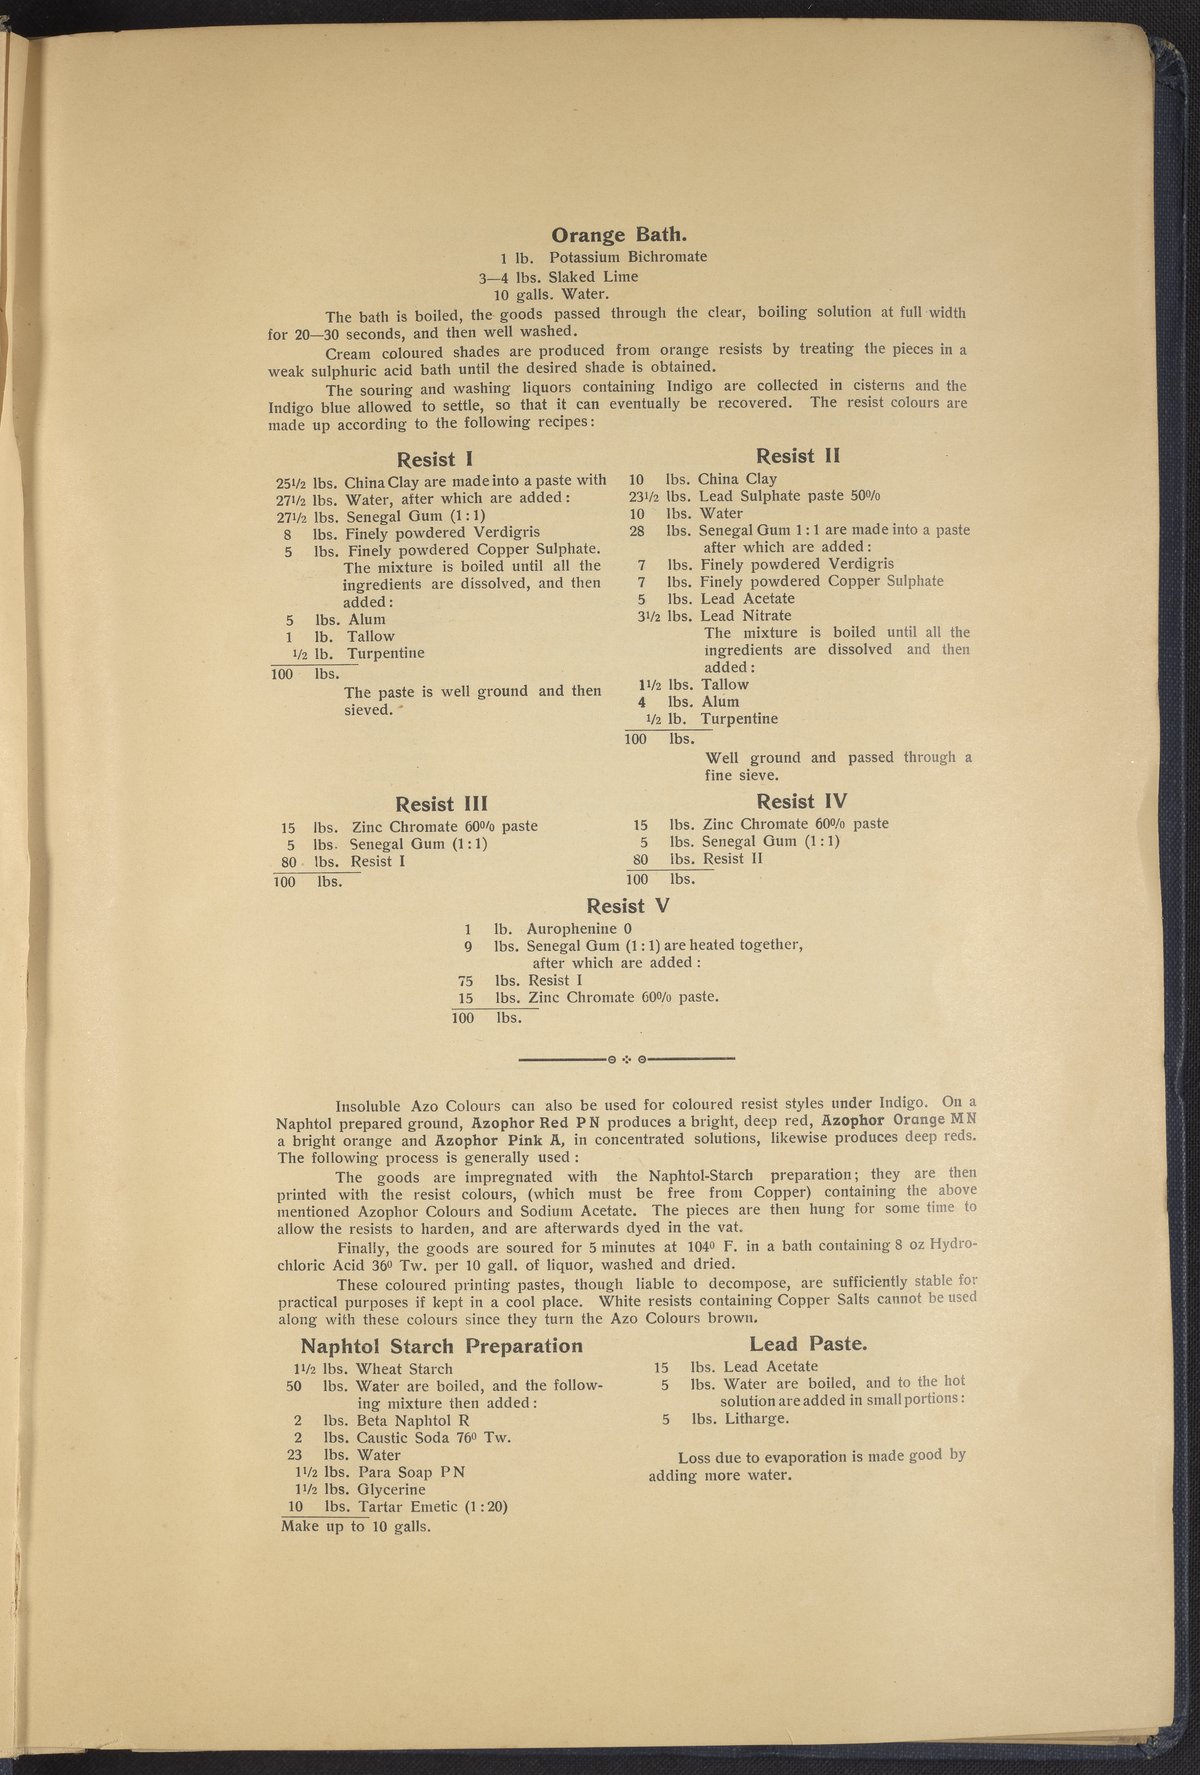 Orange Bath.
1 lb. Potassium Bichromate
3—4 lbs. Slaked Lime
10 galls. Water.
The bath is boiled, the goods passed through the clear, boiling solution at full width
for 20—30 seconds, and then well washed.
Cream coloured shades are produced from orange resists by treating the pieces in a
weak sulphuric acid bath until the desired shade is obtained.
The souring and washing liquors containing Indigo are collected in cisterns and the
Indigo blue allowed to settle, so that it can eventually be recovered. The resist colours are
made up according to the following recipes:
Resist I
25 1/2 lbs. China Clay are made into a paste with
27 1/2 lbs. Water, after which are added:
27 1/2 lbs. Senegal Gum (1:1)
8 lbs. Finely powdered Verdigris
5 lbs. Finely powdered Copper Sulphate.
The mixture is boiled until all the
ingredients are dissolved, and then
added:
5 lbs. Alum
1 lb. Tallow
1/2 lb. Turpentine
100 lbs.
The paste is well ground and then
sieved.
Resist II
10 lbs. China Clay
23 1/2 lbs. Lead Sulphate paste 50%
10 lbs. Water
28 lbs. Senegal Gum 1:1 are made into a paste
after which are added:
7 lbs. Finely powdered Verdigris
7 lbs. Finely powdered Copper Sulphate
5 lbs. Lead Acetate
3 1/2 lbs. Lead Nitrate
The mixture is boiled until all the
ingredients are dissolved and then
added:
1 1/2 lbs. Tallow
4 lbs. Alum
1/2 lb. Turpentine
100 lbs.
Well ground and passed through a
fine sieve.
Resist III
15 lbs. Zinc Chromate 60% paste
5 lbs. Senegal Gum (1:1)
80 lbs. Resist I
100 lbs.
Resist IV
15 lbs. Zinc Chromate 60% paste
5 lbs. Senegal Gum (1:1)
80 lbs. Resist II
100 lbs.
Resist V
1 lb. Aurophenine O
9 lbs. Senegal Gum (1:1) are heated together,
after which are added:
75 lbs. Resist I
15 lbs. Zinc Chromate 60% paste.
100 lbs.
Insoluble Azo Colours can also be used for coloured resist styles under Indigo. On a
Naphtol prepared ground, Azophor Red PN produces a bright, deep red, Azophor Orange MN
a bright orange and Azophor Pink A, in concentrated solutions, likewise produces deep reds.
The following process is generally used:
The goods are impregnated with the Naphtol-Starch preparation; they are then
printed with the resist colours, (which must be free from Copper) containing the above
mentioned Azophor Colours and Sodium Acetate. The pieces are then hung for some time to
allow the resists to harden, and are afterwards dyed in the vat.
Finally, the goods are soured for 5 minutes at 104° F. in a bath containing 8 oz Hydro-
chloric Acid 36° Tw. per 10 gall. of liquor, washed and dried.
These coloured printing pastes, though liable to decompose, are sufficiently stable for
practical purposes if kept in a cool place. White resists containing Copper Salts cannot be used
along with these colours since they turn the Azo Colours brown.
Naphtol Starch Preparation
1 1/2 lbs. Wheat Starch
50 lbs. Water are boiled, and the follow-
ing mixture then added:
2 lbs. Beta Naphtol R
2 lbs. Caustic Soda 76° Tw.
23 lbs. Water
1 1/2 lbs. Para Soap PN
1 1/2 lbs. Glycerine
10 lbs. Tartar Emetic (1:20)
Make up to 10 galls.
Lead Paste.
15 lbs. Lead Acetate
5 lbs. Water are boiled, and to the hot
solution are added in small portions:
5 lbs. Litharge.
Loss due to evaporation is made good by
adding more water.